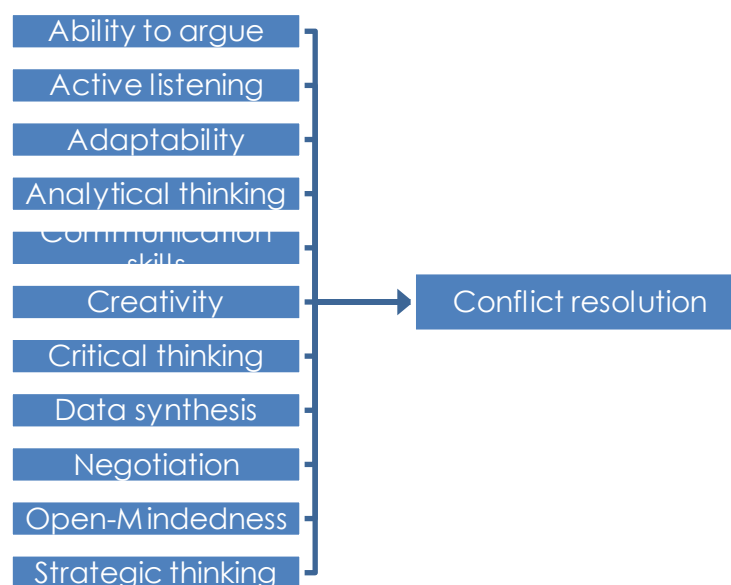 Ability to argue
Active listening
Adaptability
Analytical thinking
Communication
skills
Creativity
Conflict resolution
Critical thinking
Data synthesis
Negotiation
Open-Mindedness
Strategic thinking